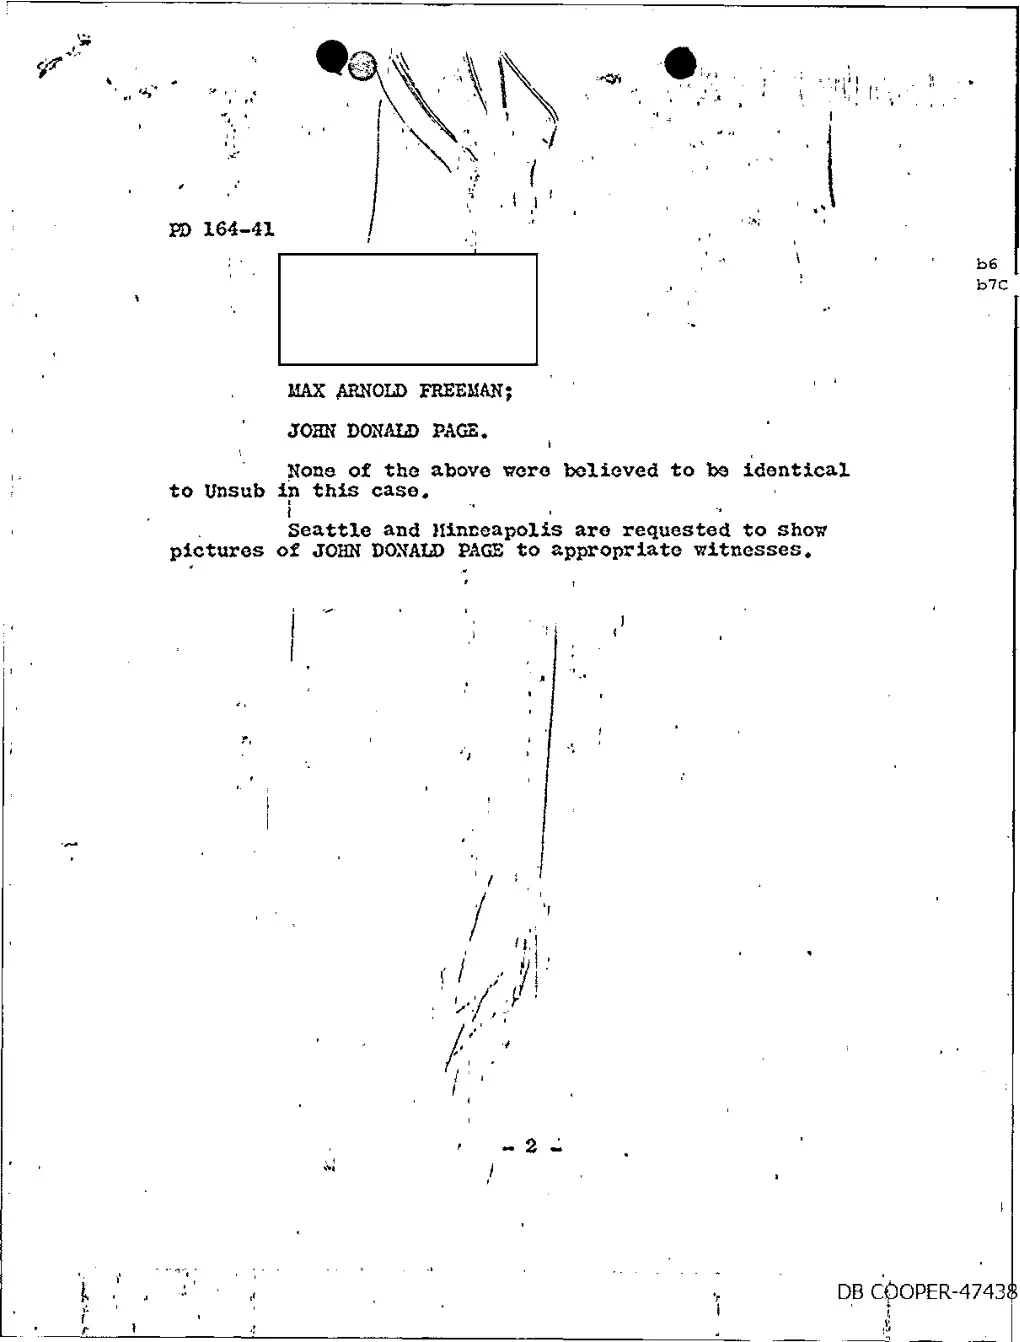 PD 164-41
b6
b7C
MAX ARNOLD FREEMAN;
JOHN DONALD PAGE.
None of the above were believed to be identical
to Unsub in this case.
Seattle and Minneapolis are requested to show
pictures of JOHN DONALD PAGE to appropriate witnesses.
- 2 -
DB COOPER-47438